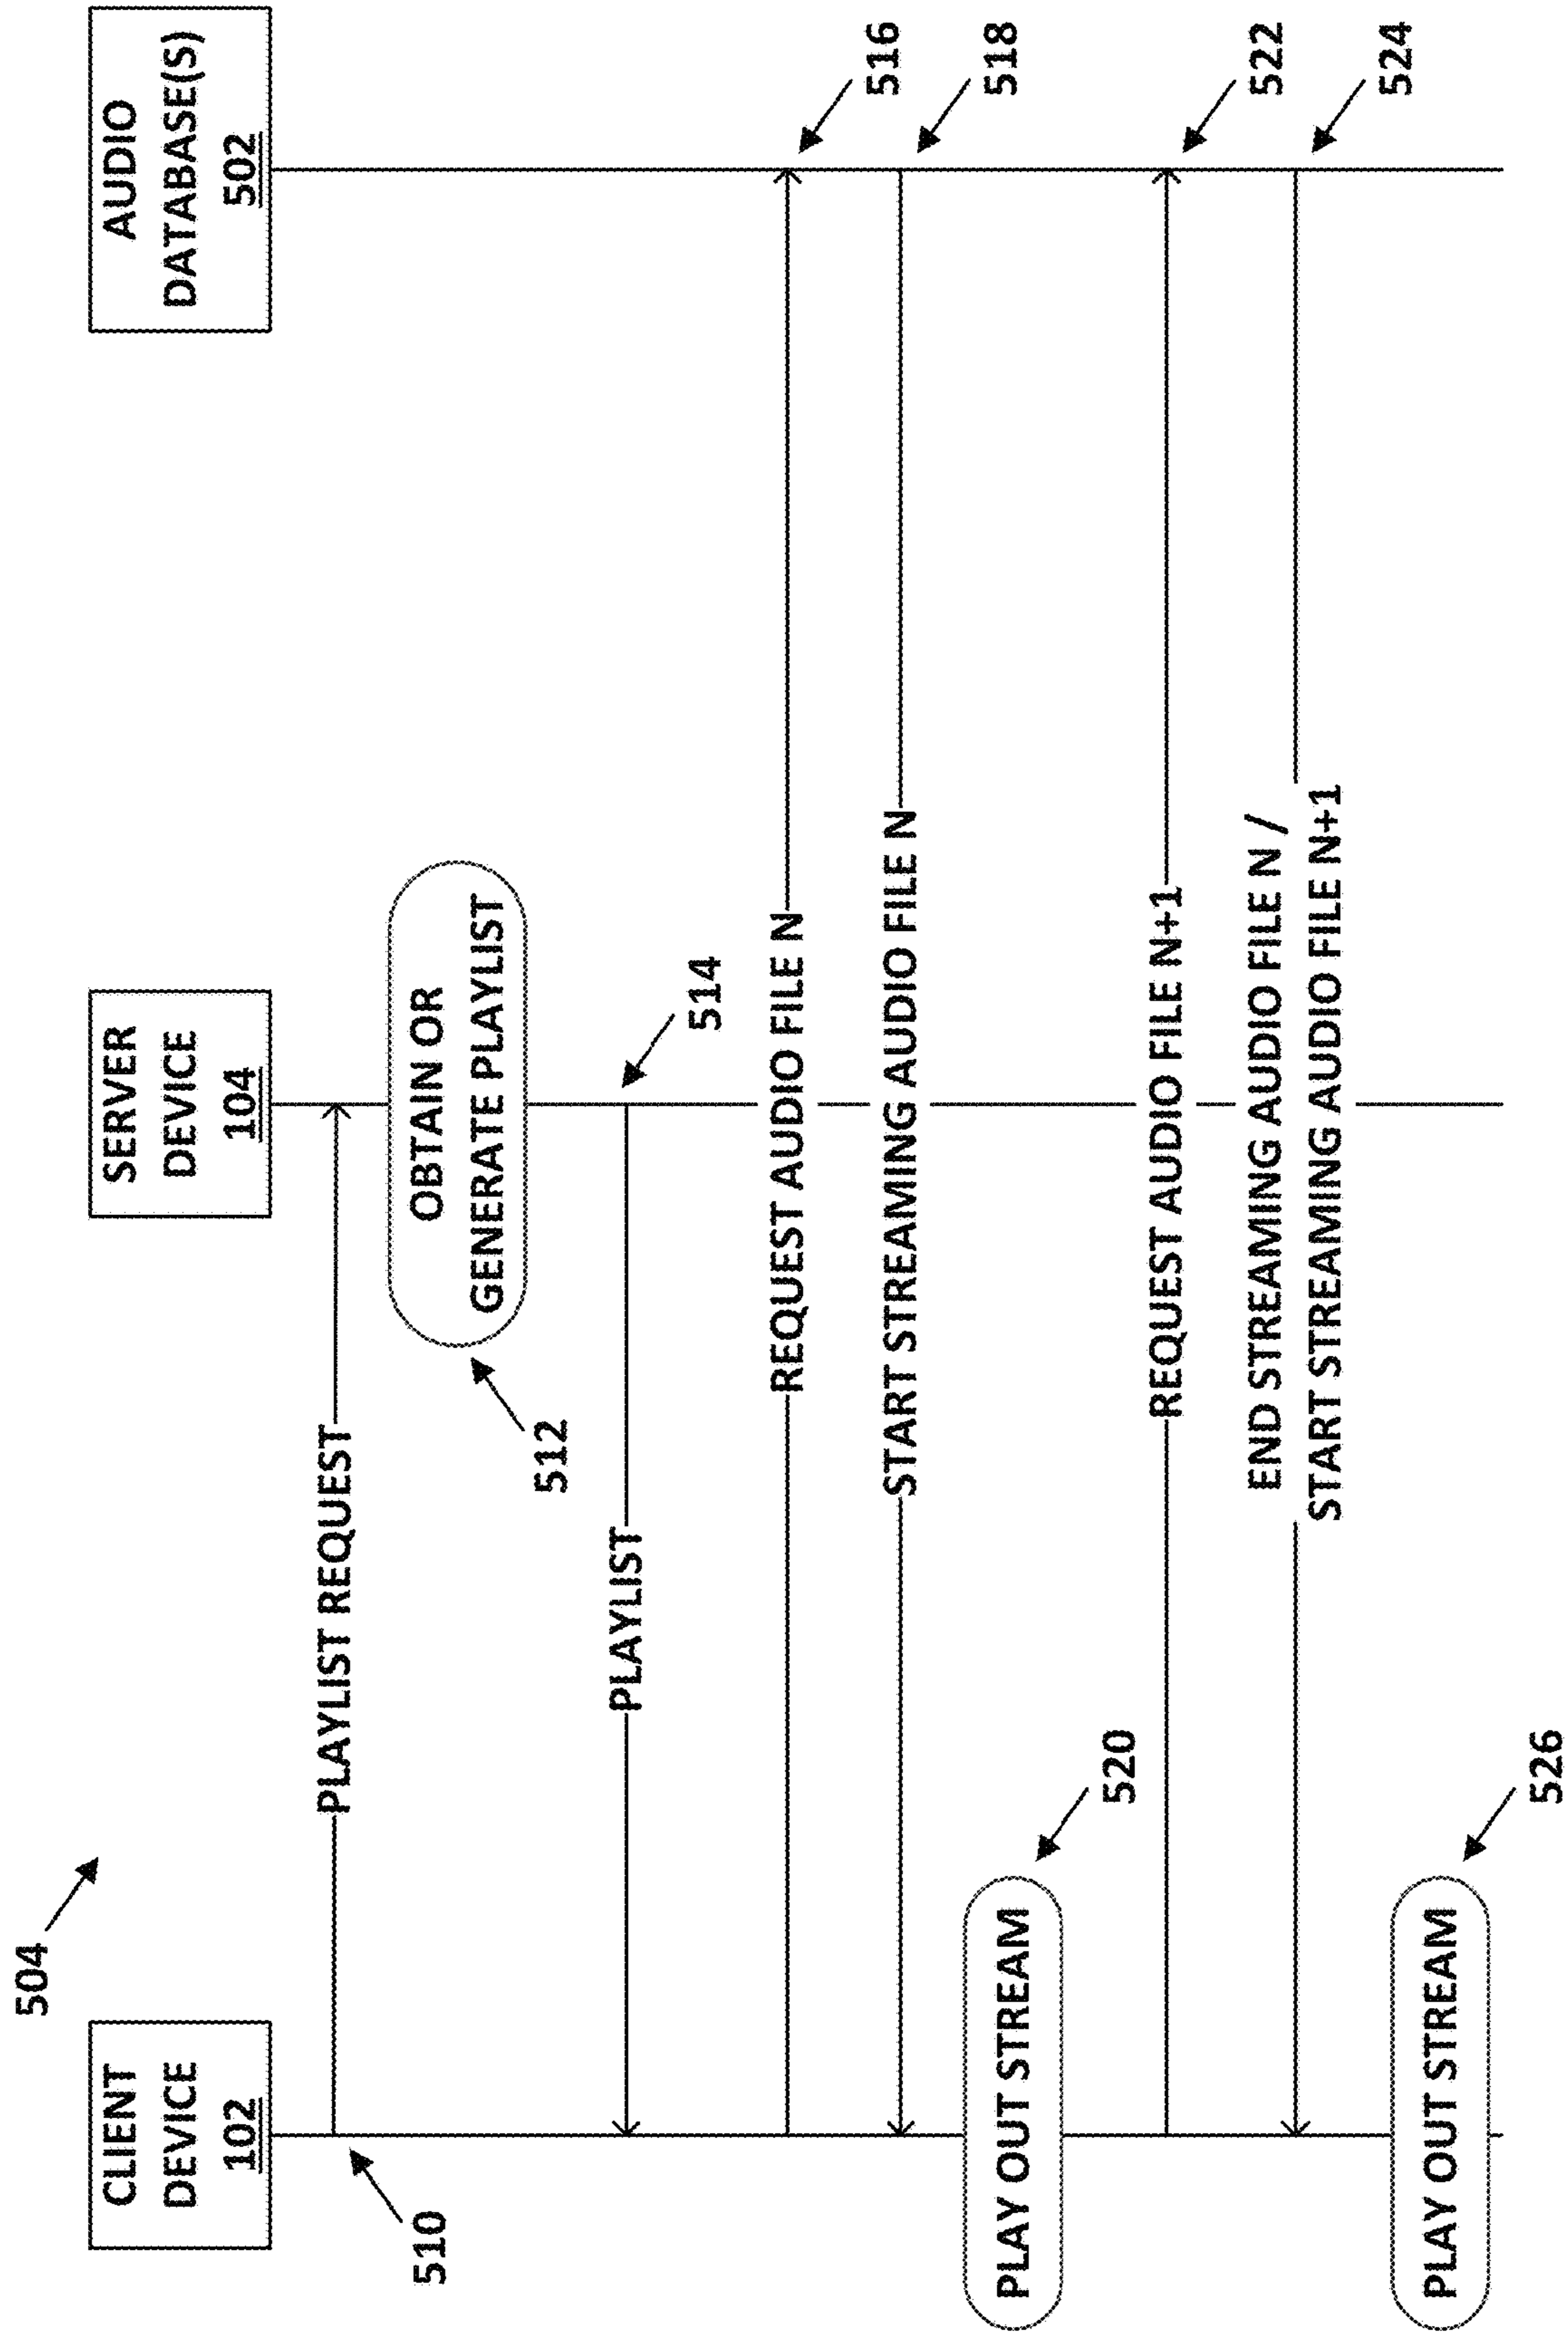 504
CLIENT
DEVICE
102
SERVER
DEVICE
104
AUDIO
DATABASE(S)
502
510
PLAYLIST REQUEST
OBTAIN OR
GENERATE PLAYLIST
512
PLAYLIST
514
REQUEST AUDIO FILE N
516
START STREAMING AUDIO FILE N
518
PLAY OUT STREAM
520
REQUEST AUDIO FILE N+1
522
END STREAMING AUDIO FILE N /
START STREAMING AUDIO FILE N+1
524
PLAY OUT STREAM
526